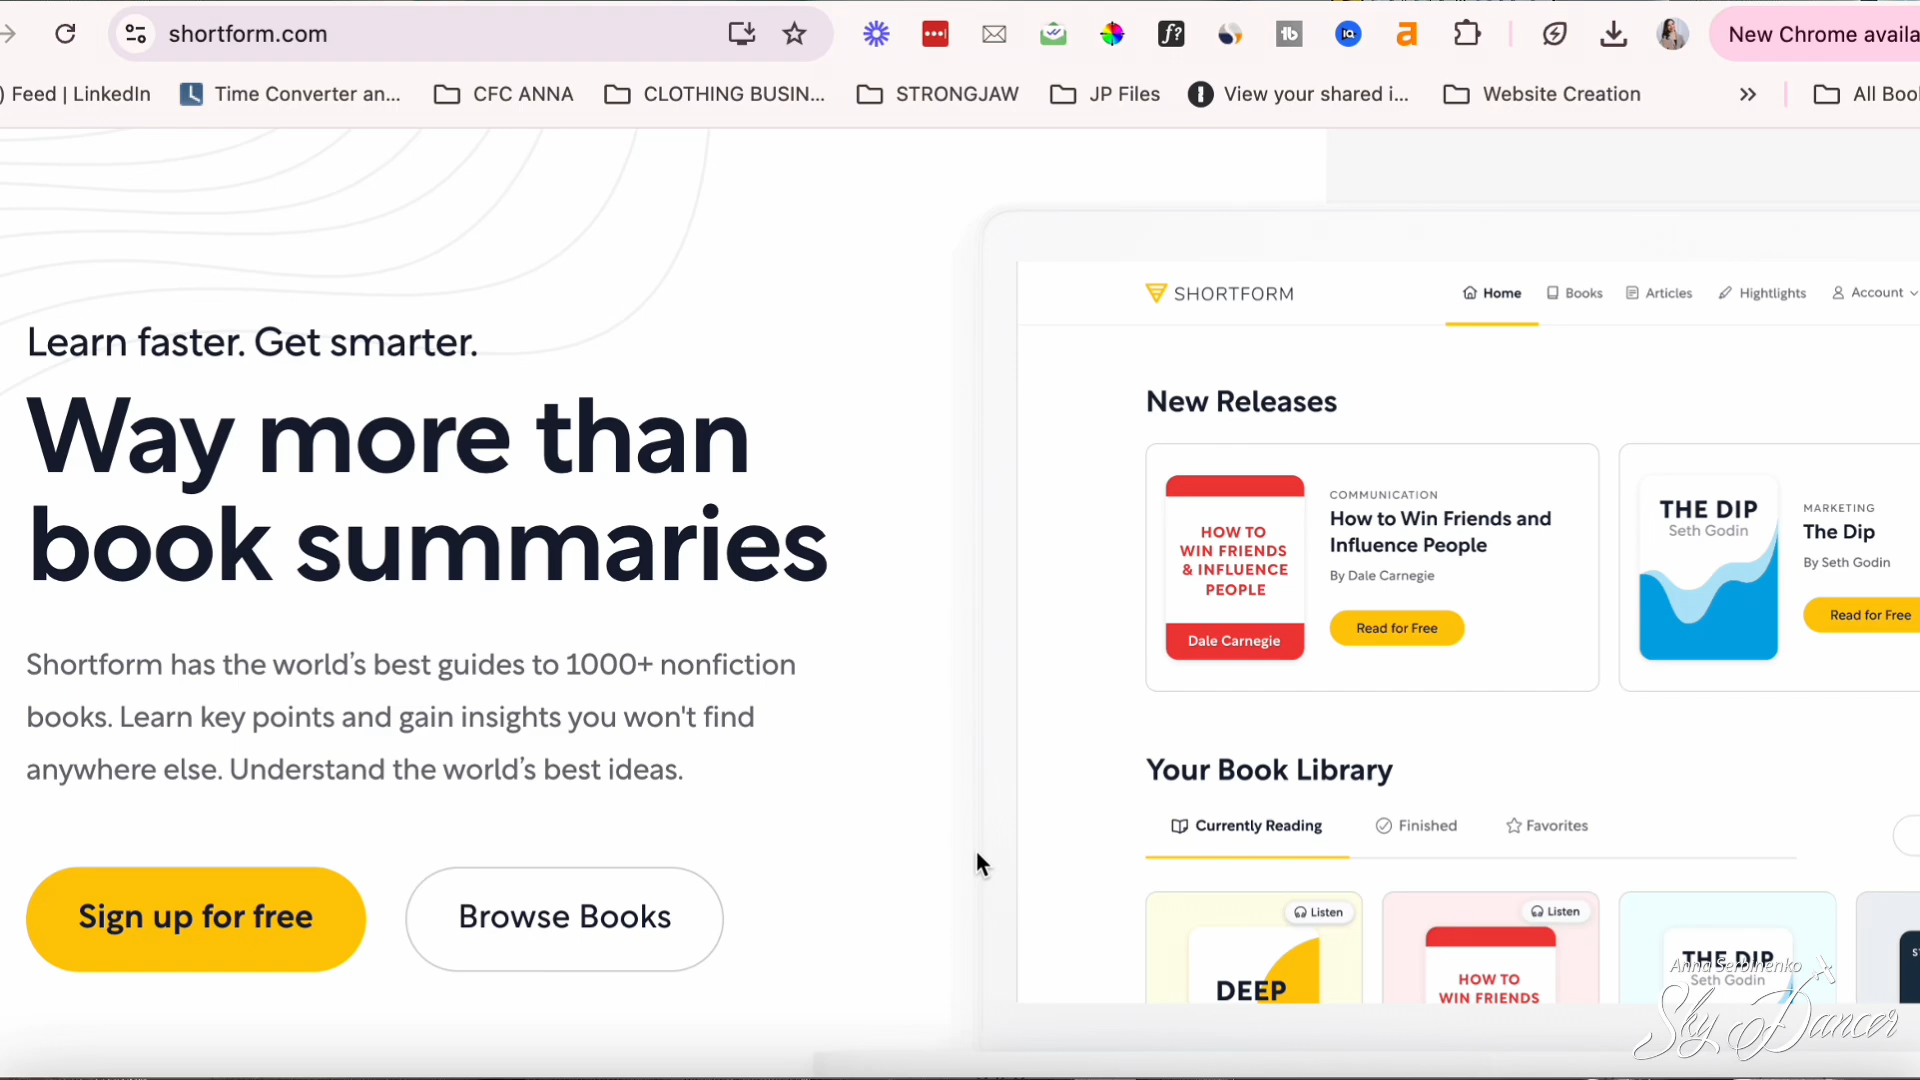 shortform.com
New Chrome availa
) Feed | LinkedIn
Time Converter an...
CFC ANNA
CLOTHING BUSIN...
STRONGJAW
JP Files
View your shared i...
Website Creation
All Bool
Learn faster. Get smarter.
Way more than
book summaries
Shortform has the world's best guides to 1000+ nonfiction
books. Learn key points and gain insights you won't find
anywhere else. Understand the world's best ideas.
Sign up for free
Browse Books
SHORTFORM
Home
Books
Articles
Hightlights
Account
New Releases
HOW TO
WIN FRIENDS
& INFLUENCE
PEOPLE
Dale Carnegie
COMMUNICATION
How to Win Friends and
Influence People
By Dale Carnegie
Read for Free
THE DIP
Seth Godin
MARKETING
The Dip
By Seth Godin
Read for Free
Your Book Library
Currently Reading
Finished
Favorites
Listen
DEEP
Listen
HOW TO
WIN FRIENDS
THE DIP
Seth Godin
Anna Serbinenko
Sky Dancer